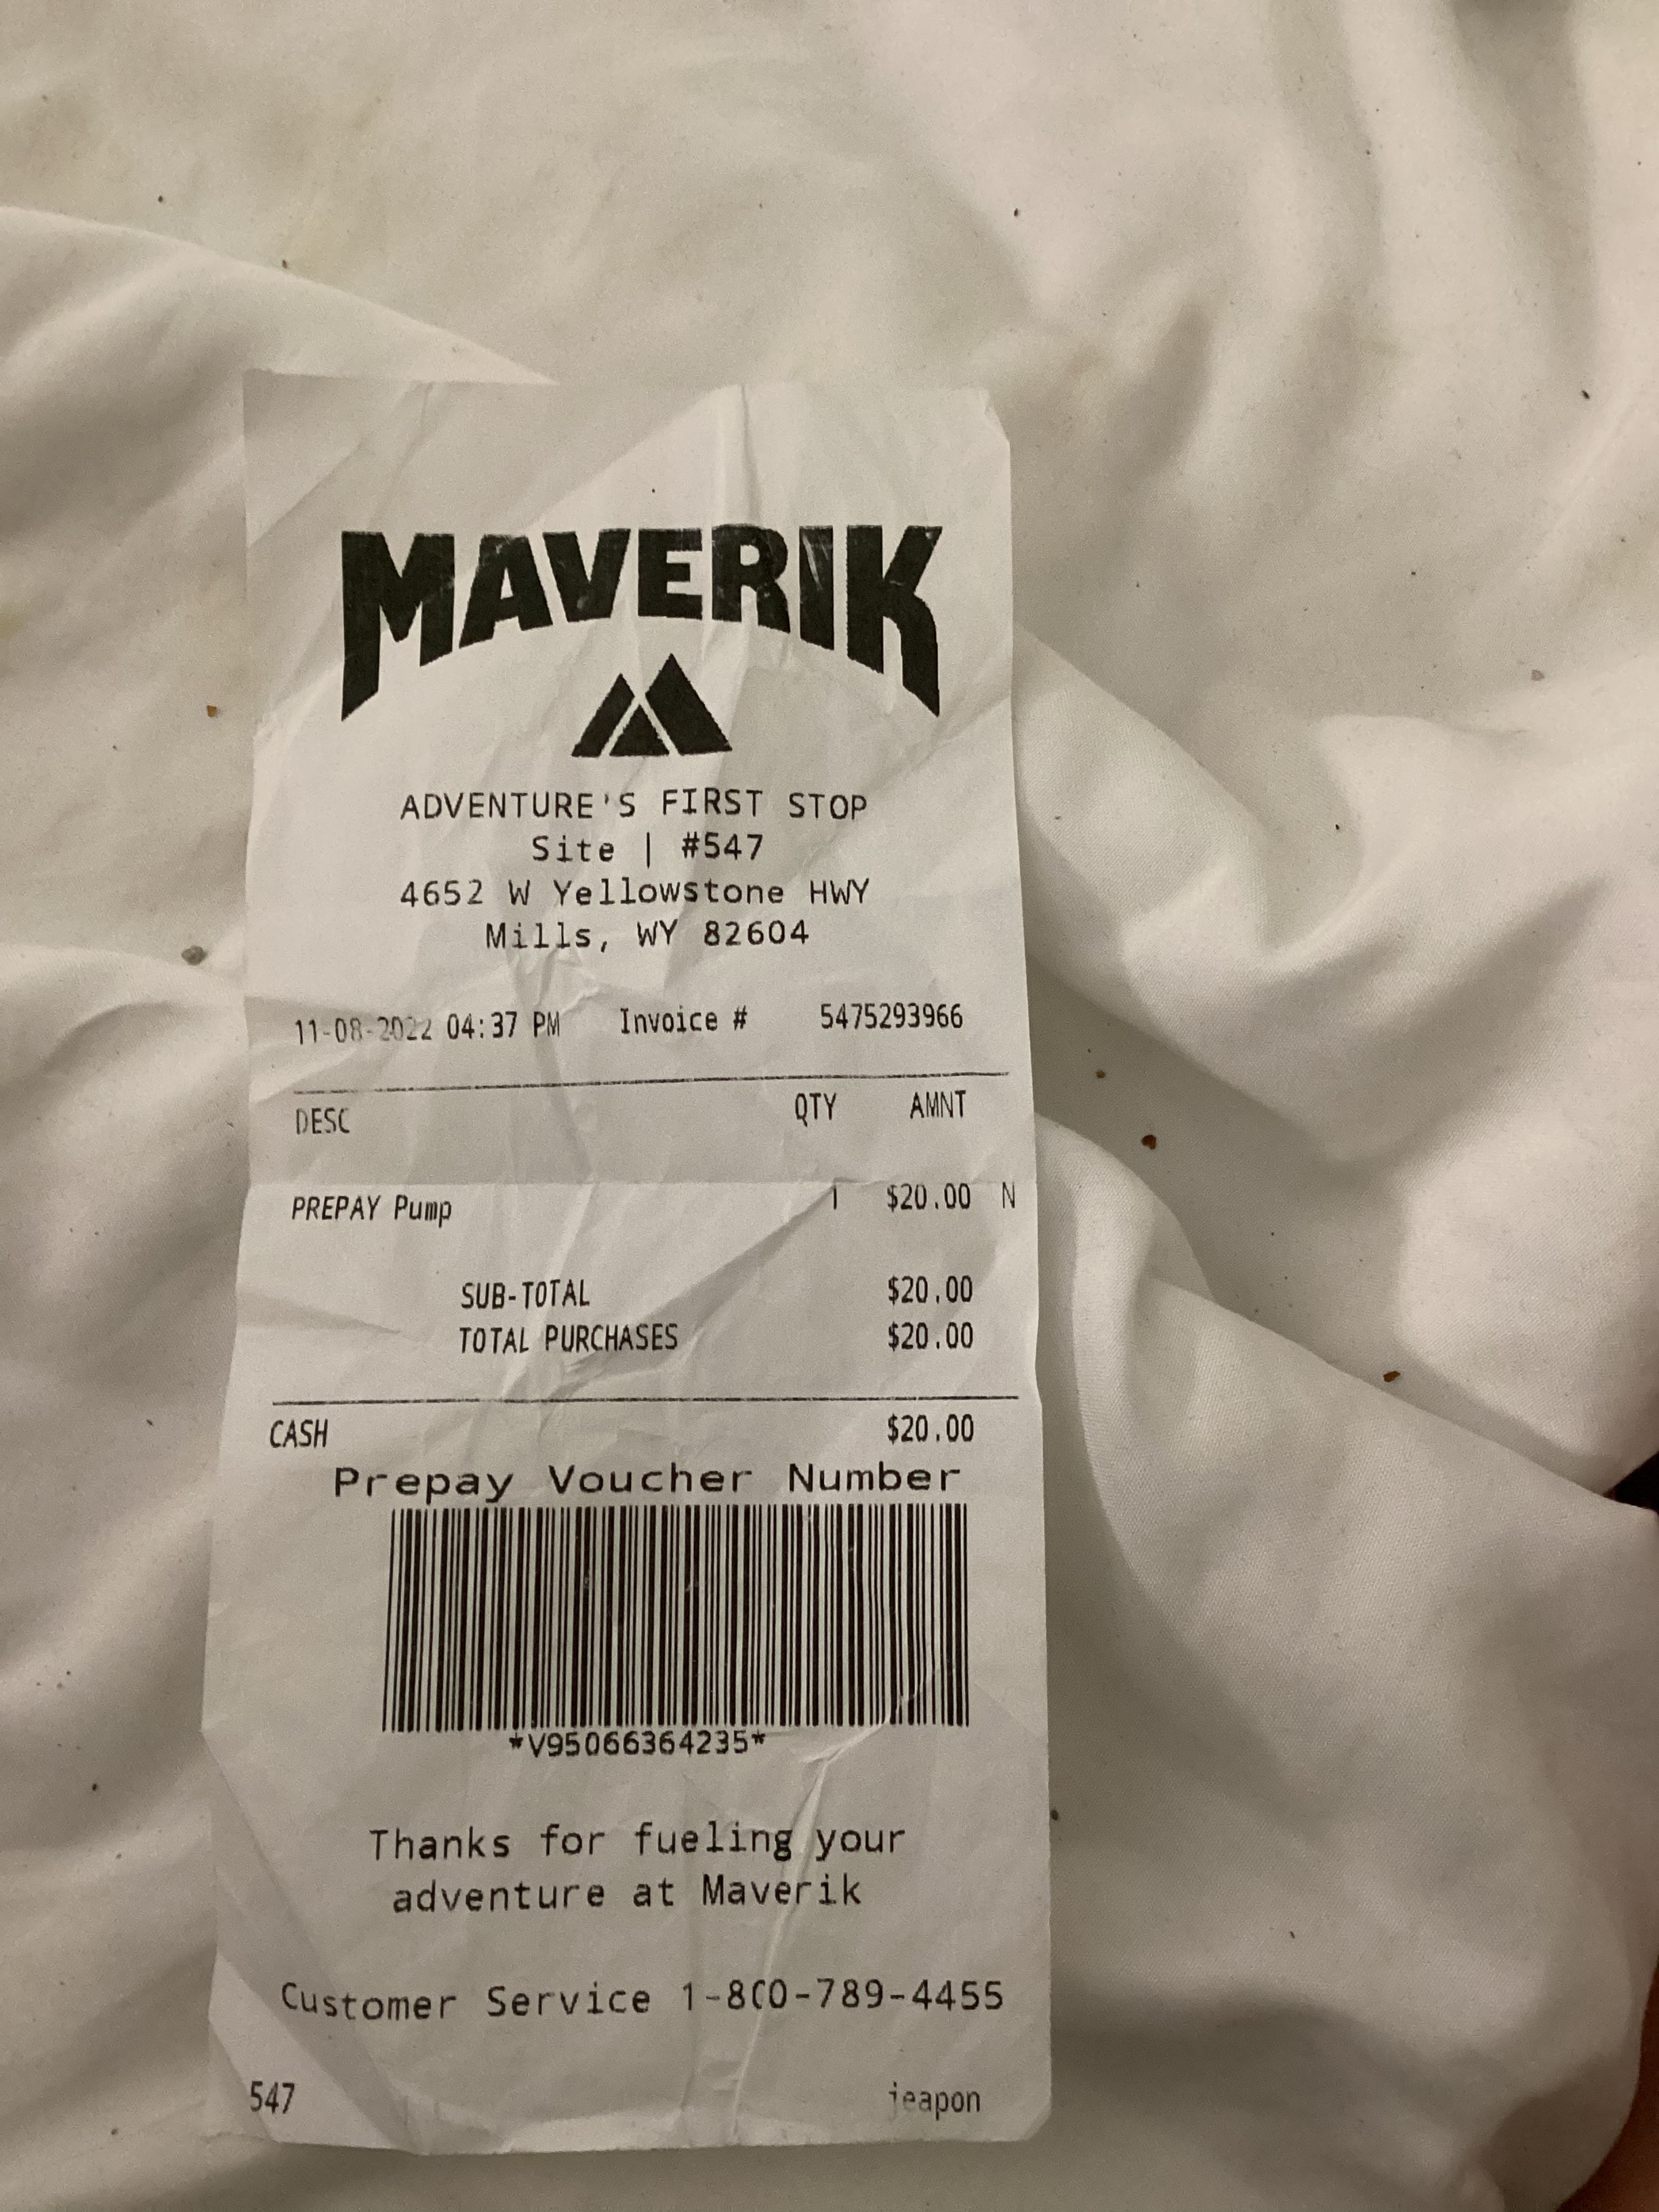 MAVERIK
ADVENTURE'S FIRST STOP
Site | #547
4652 W Yellowstone HWY
Mills, WY 82604
11-08-2022 04:37 PM Invoice # 5475293966
DESC QTY AMNT
PREPAY Pump 1 $20.00 N
SUB-TOTAL $20.00
TOTAL PURCHASES $20.00
CASH $20.00
Prepay Voucher Number
*V95066364235*
Thanks for fueling your
adventure at Maverik
Customer Service 1-800-789-4455
547 jeapon